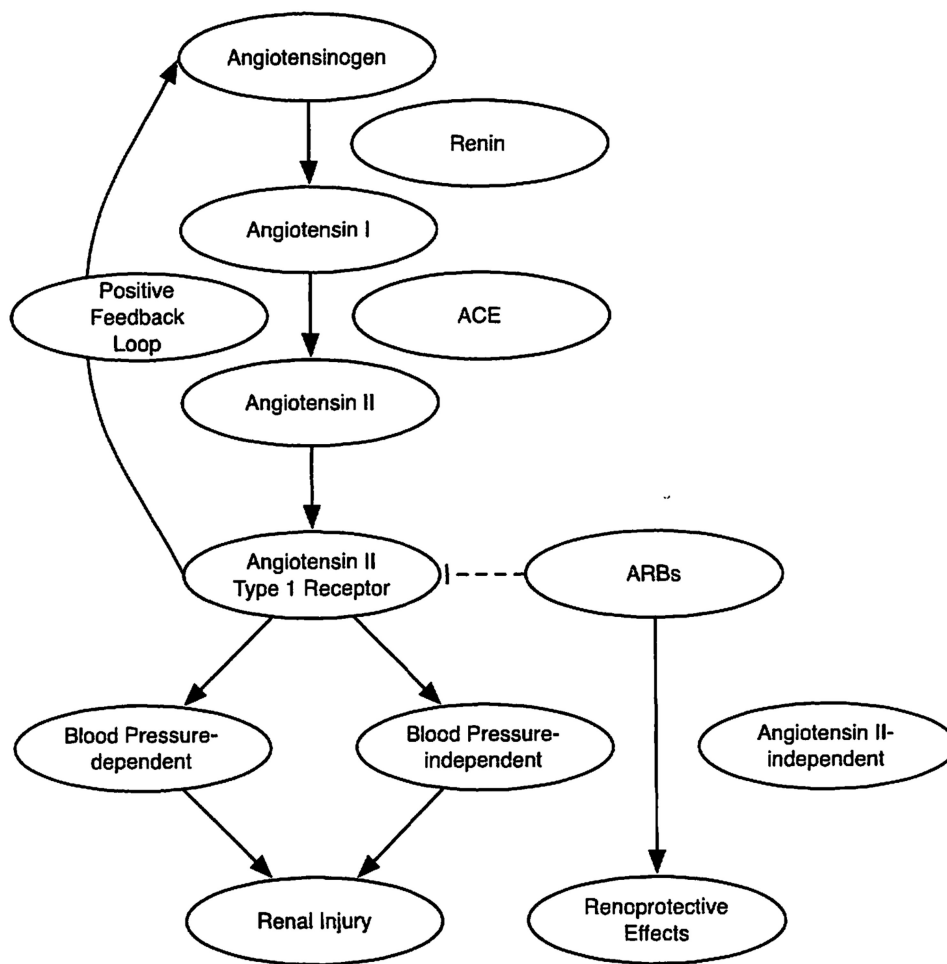 Angiotensinogen
Renin
Angiotensin I
Positive
Feedback
Loop
ACE
Angiotensin II
Angiotensin II
Type 1 Receptor
ARBs
Blood Pressure-
dependent
Blood Pressure-
independent
Angiotensin II-
independent
Renal Injury
Renoprotective
Effects